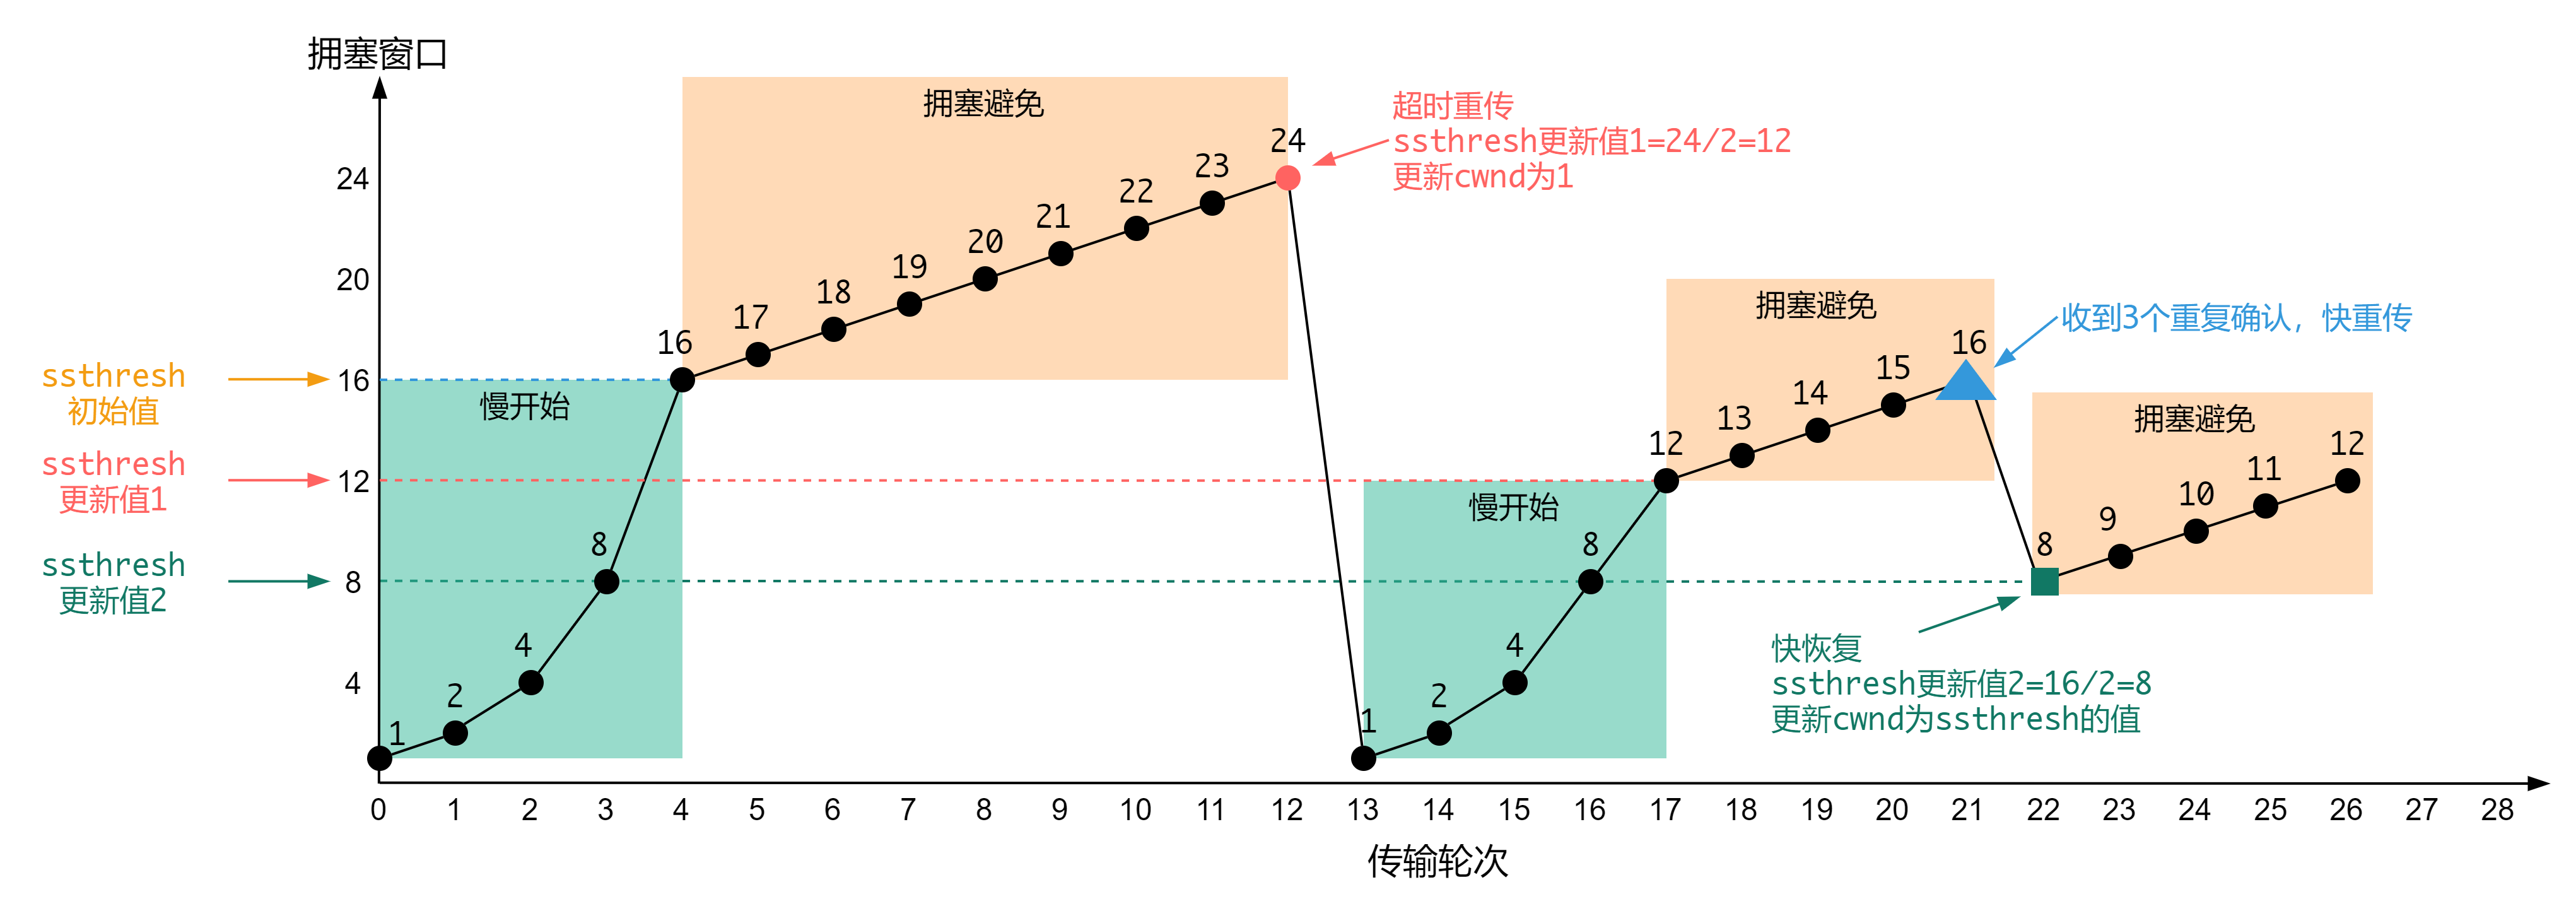 拥塞窗口
拥塞避免
超时重传
ssthresh更新值1=24/2=12
更新cwnd为1
24
23
22
21
20
19
18
17
16
24
20
16
12
8
4
ssthresh
初始值
ssthresh
更新值1
ssthresh
更新值2
慢开始
1
2
4
8
慢开始
1
2
4
8
12
拥塞避免
13
14
15
16
收到3个重复确认，快重传
拥塞避免
8
9
10
11
12
快恢复
ssthresh更新值2=16/2=8
更新cwnd为ssthresh的值
0 1 2 3 4 5 6 7 8 9 10 11 12 13 14 15 16 17 18 19 20 21 22 23 24 25 26 27 28
传输轮次